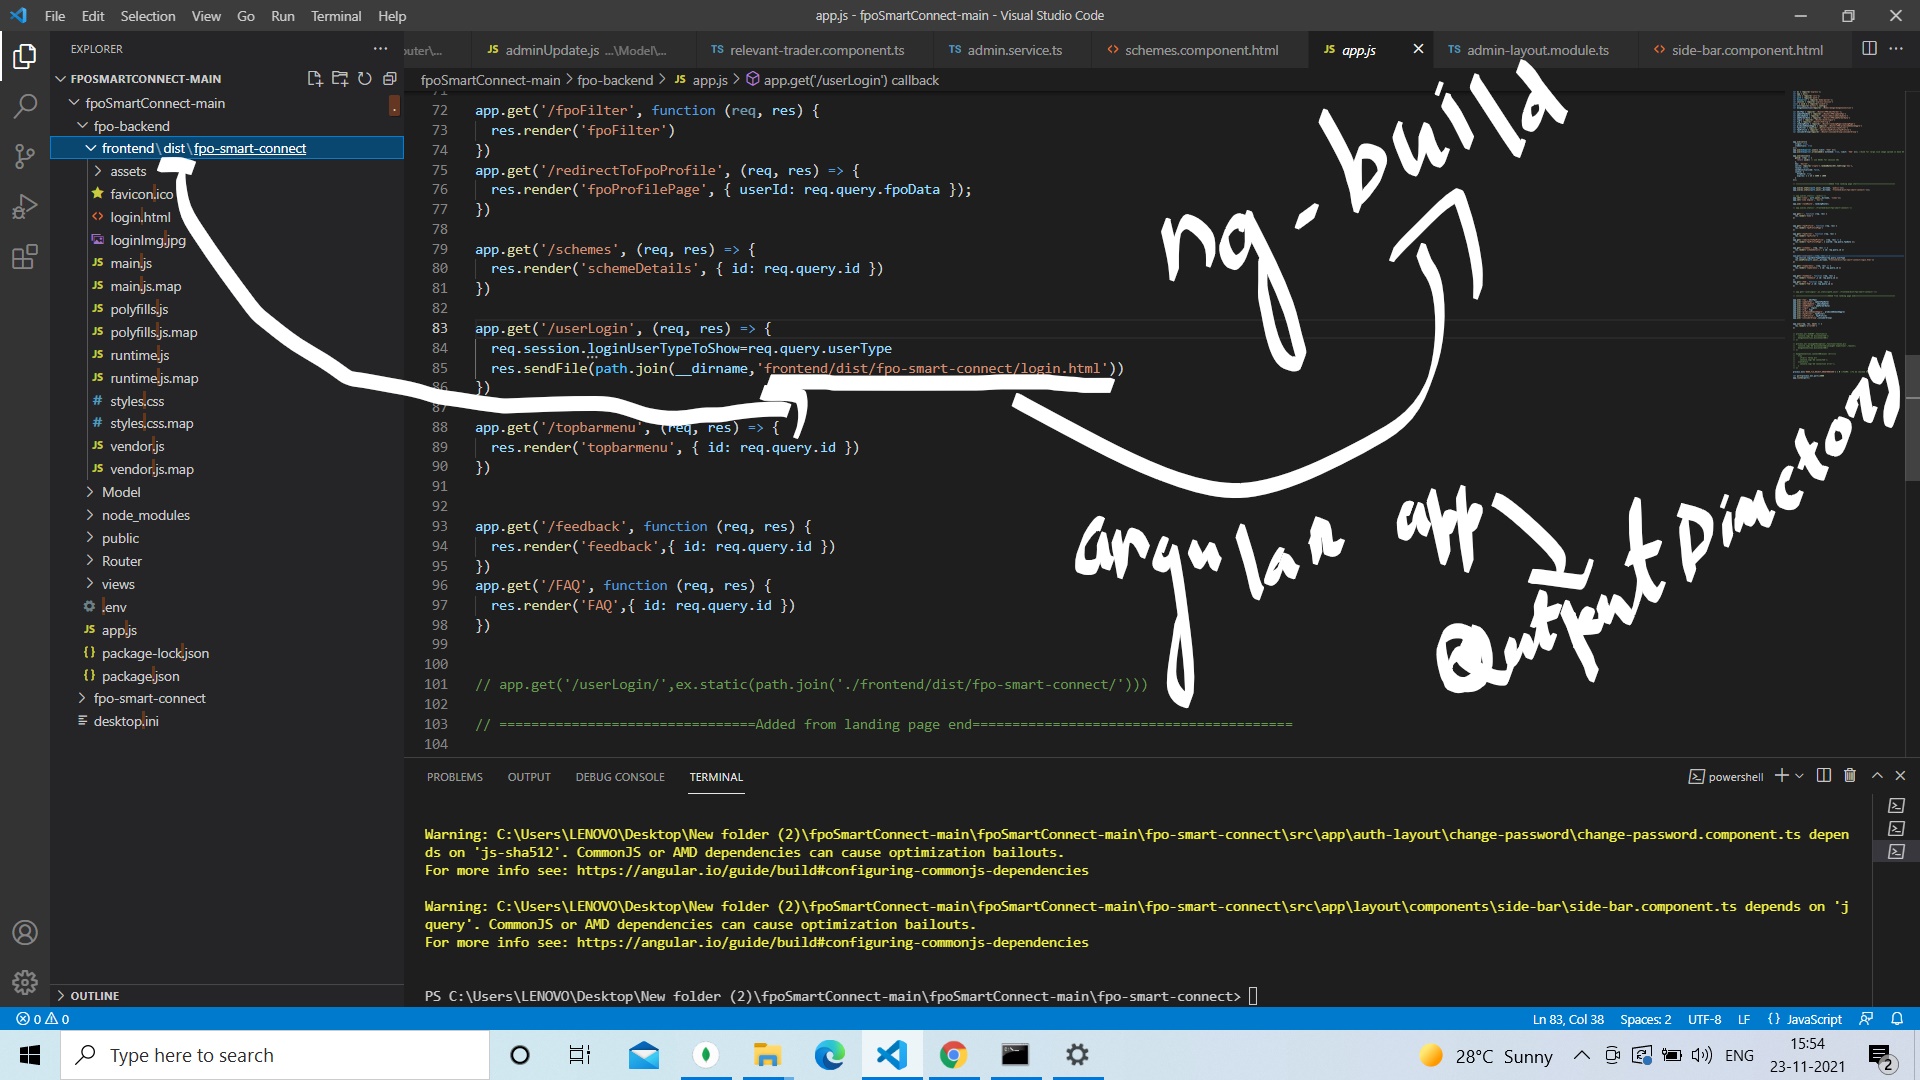 File Edit Selection View Go Run Terminal Help
app.js - fpoSmartConnect-main - Visual Studio Code
EXPLORER
outer\... JS adminUpdate.js ...\Model\... TS relevant-trader.component.ts TS admin.service.ts <> schemes.component.html JS app.js TS admin-layout.module.ts <> side-bar.component.html
fpoSmartConnect-main > fpo-backend > JS app.js > app.get('/userLogin') callback
FPOSMARTCONNECT-MAIN
fpoSmartConnect-main
fpo-backend
frontend\dist\fpo-smart-connect
assets
favicon.ico
login.html
loginImg.jpg
JS main.js
JS main.js.map
JS polyfills.js
JS polyfills.js.map
JS runtime.js
JS runtime.js.map
# styles.css
# styles.css.map
JS vendor.js
JS vendor.js.map
Model
node_modules
public
Router
views
.env
JS app.js
{} package-lock.json
{} package.json
fpo-smart-connect
desktop.ini
OUTLINE
71
72 app.get('/fpoFilter', function (req, res) {
73 res.render('fpoFilter')
74 })
75 app.get('/redirectToFpoProfile', (req, res) => {
76 res.render('fpoProfilePage', { userId: req.query.fpoData });
77 })
78
79 app.get('/schemes', (req, res) => {
80 res.render('schemeDetails', { id: req.query.id })
81 })
82
83 app.get('/userLogin', (req, res) => {
84 req.session.loginUserTypeToShow=req.query.userType
85 res.sendFile(path.join(__dirname,'frontend/dist/fpo-smart-connect/login.html'))
86 })
87
88 app.get('/topbarmenu', (req, res) => {
89 res.render('topbarmenu', { id: req.query.id })
90 })
91
92
93 app.get('/feedback', function (req, res) {
94 res.render('feedback',{ id: req.query.id })
95 })
96 app.get('/FAQ', function (req, res) {
97 res.render('FAQ',{ id: req.query.id })
98 })
99
100
101 // app.get('/userLogin/',ex.static(path.join('./frontend/dist/fpo-smart-connect/')))
102
103 // ================================Added from landing page end========================================
104
ng-build
angular app
Output Directory
PROBLEMS OUTPUT DEBUG CONSOLE TERMINAL
powershell
Warning: C:\Users\LENOVO\Desktop\New folder (2)\fpoSmartConnect-main\fpoSmartConnect-main\fpo-smart-connect\src\app\auth-layout\change-password\change-password.component.ts depen
ds on 'js-sha512'. CommonJS or AMD dependencies can cause optimization bailouts.
For more info see: https://angular.io/guide/build#configuring-commonjs-dependencies
Warning: C:\Users\LENOVO\Desktop\New folder (2)\fpoSmartConnect-main\fpoSmartConnect-main\fpo-smart-connect\src\app\layout\components\side-bar\side-bar.component.ts depends on 'j
query'. CommonJS or AMD dependencies can cause optimization bailouts.
For more info see: https://angular.io/guide/build#configuring-commonjs-dependencies
PS C:\Users\LENOVO\Desktop\New folder (2)\fpoSmartConnect-main\fpoSmartConnect-main\fpo-smart-connect>
0 0
Ln 83, Col 38 Spaces: 2 UTF-8 LF {} JavaScript
Type here to search
28°C Sunny
ENG
15:54
23-11-2021
2